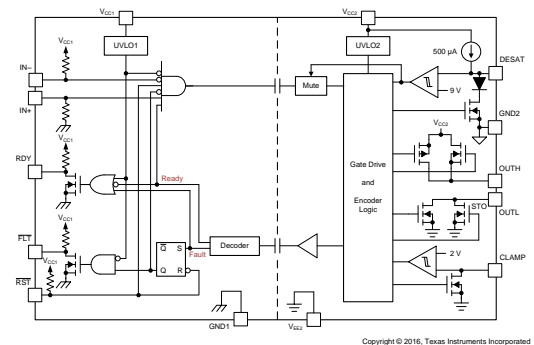 VCC1
VCC2
UVLO1
UVLO2
VCC1
500 µA
DESAT
IN–
Mute
9 V
IN+
GND2
VCC1
VCC2
RDY
Ready
Gate Drive
and
Encoder
Logic
OUTH
STO
OUTL
VCC1
Fault
Q S
Decoder
FLT
2 V
VCC1
CLAMP
Q R
RST
GND1
VEE2
Copyright © 2016, Texas Instruments Incorporated